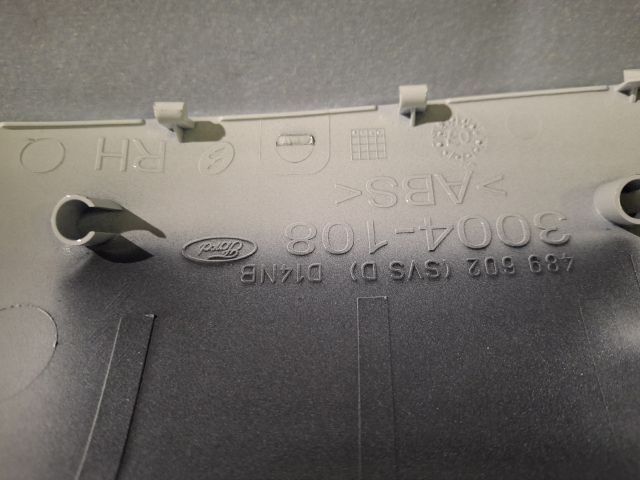 489 602 (SVS D) D14NB
3004-108 Ford
>ABS<
RH Q